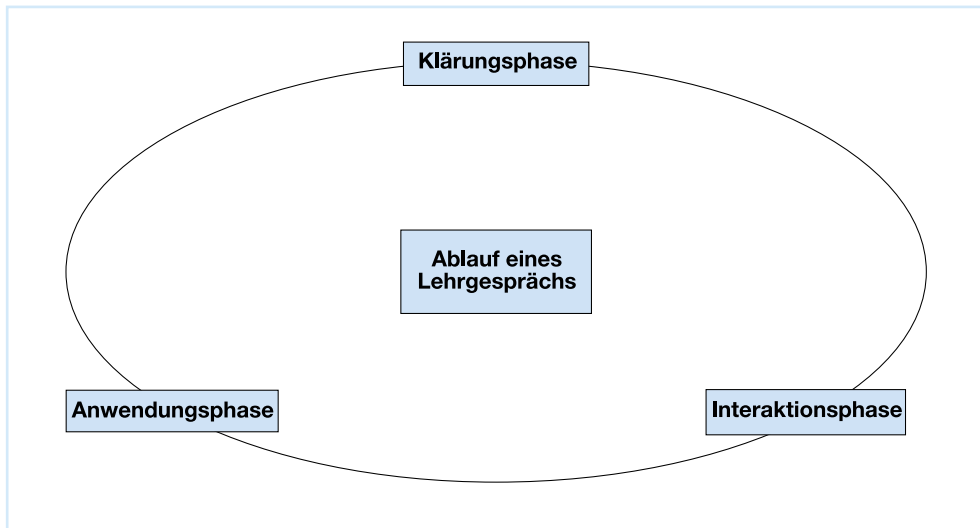 Klärungsphase
Ablauf eines
Lehrgesprächs
Anwendungsphase
Interaktionsphase